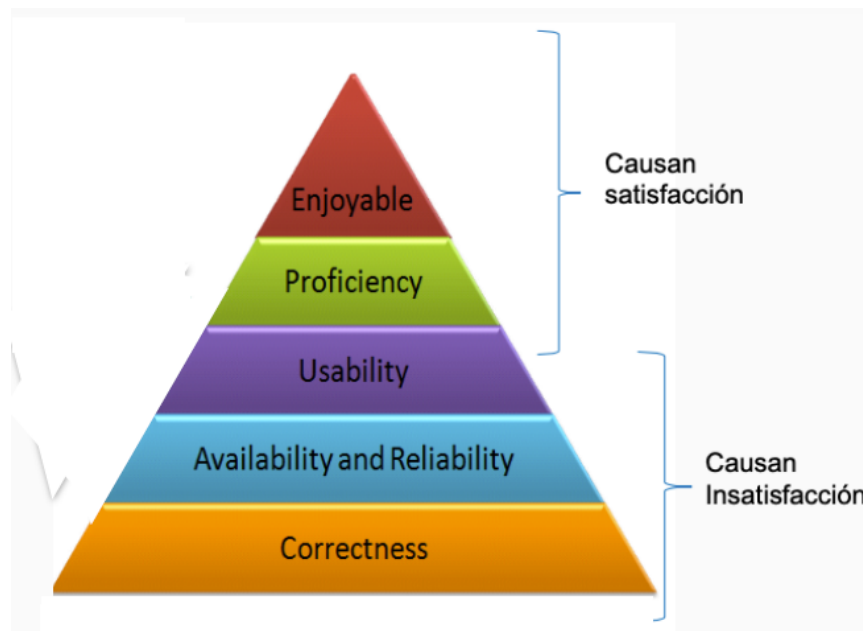 Enjoyable
Proficiency
Usability
Availability and Reliability
Correctness
Causan
satisfacción
Causan
Insatisfacción